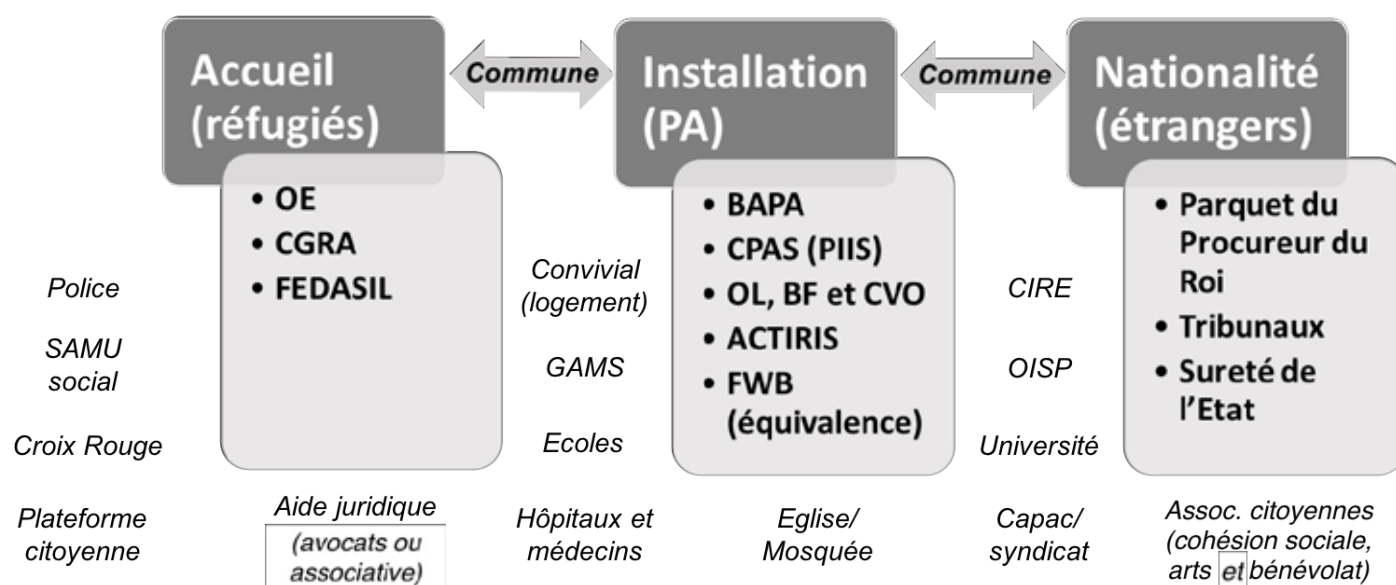 Accueil
(réfugiés)
Commune
Installation
(PA)
Commune
Nationalité
(étrangers)
• OE
• CGRA
• FEDASIL
• BAPA
• CPAS (PIIS)
• OL, BF et CVO
• ACTIRIS
• FWB
(équivalence)
• Parquet du
Procureur du
Roi
• Tribunaux
• Sureté de
l'Etat
Police
SAMU
social
Croix Rouge
Plateforme
citoyenne
Aide juridique
(avocats ou
associative)
Convivial
(logement)
GAMS
Ecoles
Hôpitaux et
médecins
Eglise/
Mosquée
CIRE
OISP
Université
Capac/
syndicat
Assoc. citoyennes
(cohésion sociale,
arts et bénévolat)